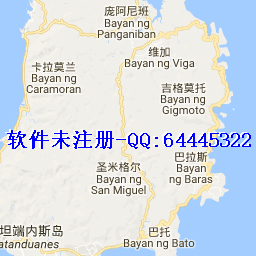 庞阿尼班
Bayan ng
Panganiban
维加
Bayan ng Viga
卡拉莫兰
Bayan ng
Caramoran
吉格莫托
Bayan ng
Gigmoto
软件未注册-QQ:64445322
圣米格尔
Bayan ng
San Miguel
巴拉斯
Bayan
ng Baras
坦端内斯岛
atanduanes
巴托
Bayan ng Bato